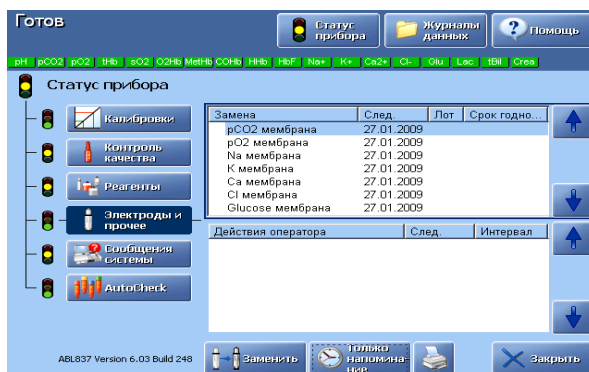 Готов
Статус прибора
Журналы данных
Помощь
pH pCO2 pO2 tHb sO2 O2Hb MetHb COHb HHb HbF Na+ K+ Ca2+ Cl- Glu Lac tBil Crea
Статус прибора
Калибровки
Контроль качества
Реагенты
Электроды и прочее
Сообщения системы
AutoCheck
Замена След. Лот Срок годно...
pCO2 мембрана 27.01.2009
pO2 мембрана 27.01.2009
Na мембрана 27.01.2009
K мембрана 27.01.2009
Ca мембрана 27.01.2009
Cl мембрана 27.01.2009
Glucose мембрана 27.01.2009
Действия оператора След. Интервал
ABL837 Version 6.03 Build 248
Заменить
Только напомина- ние
Закрыть